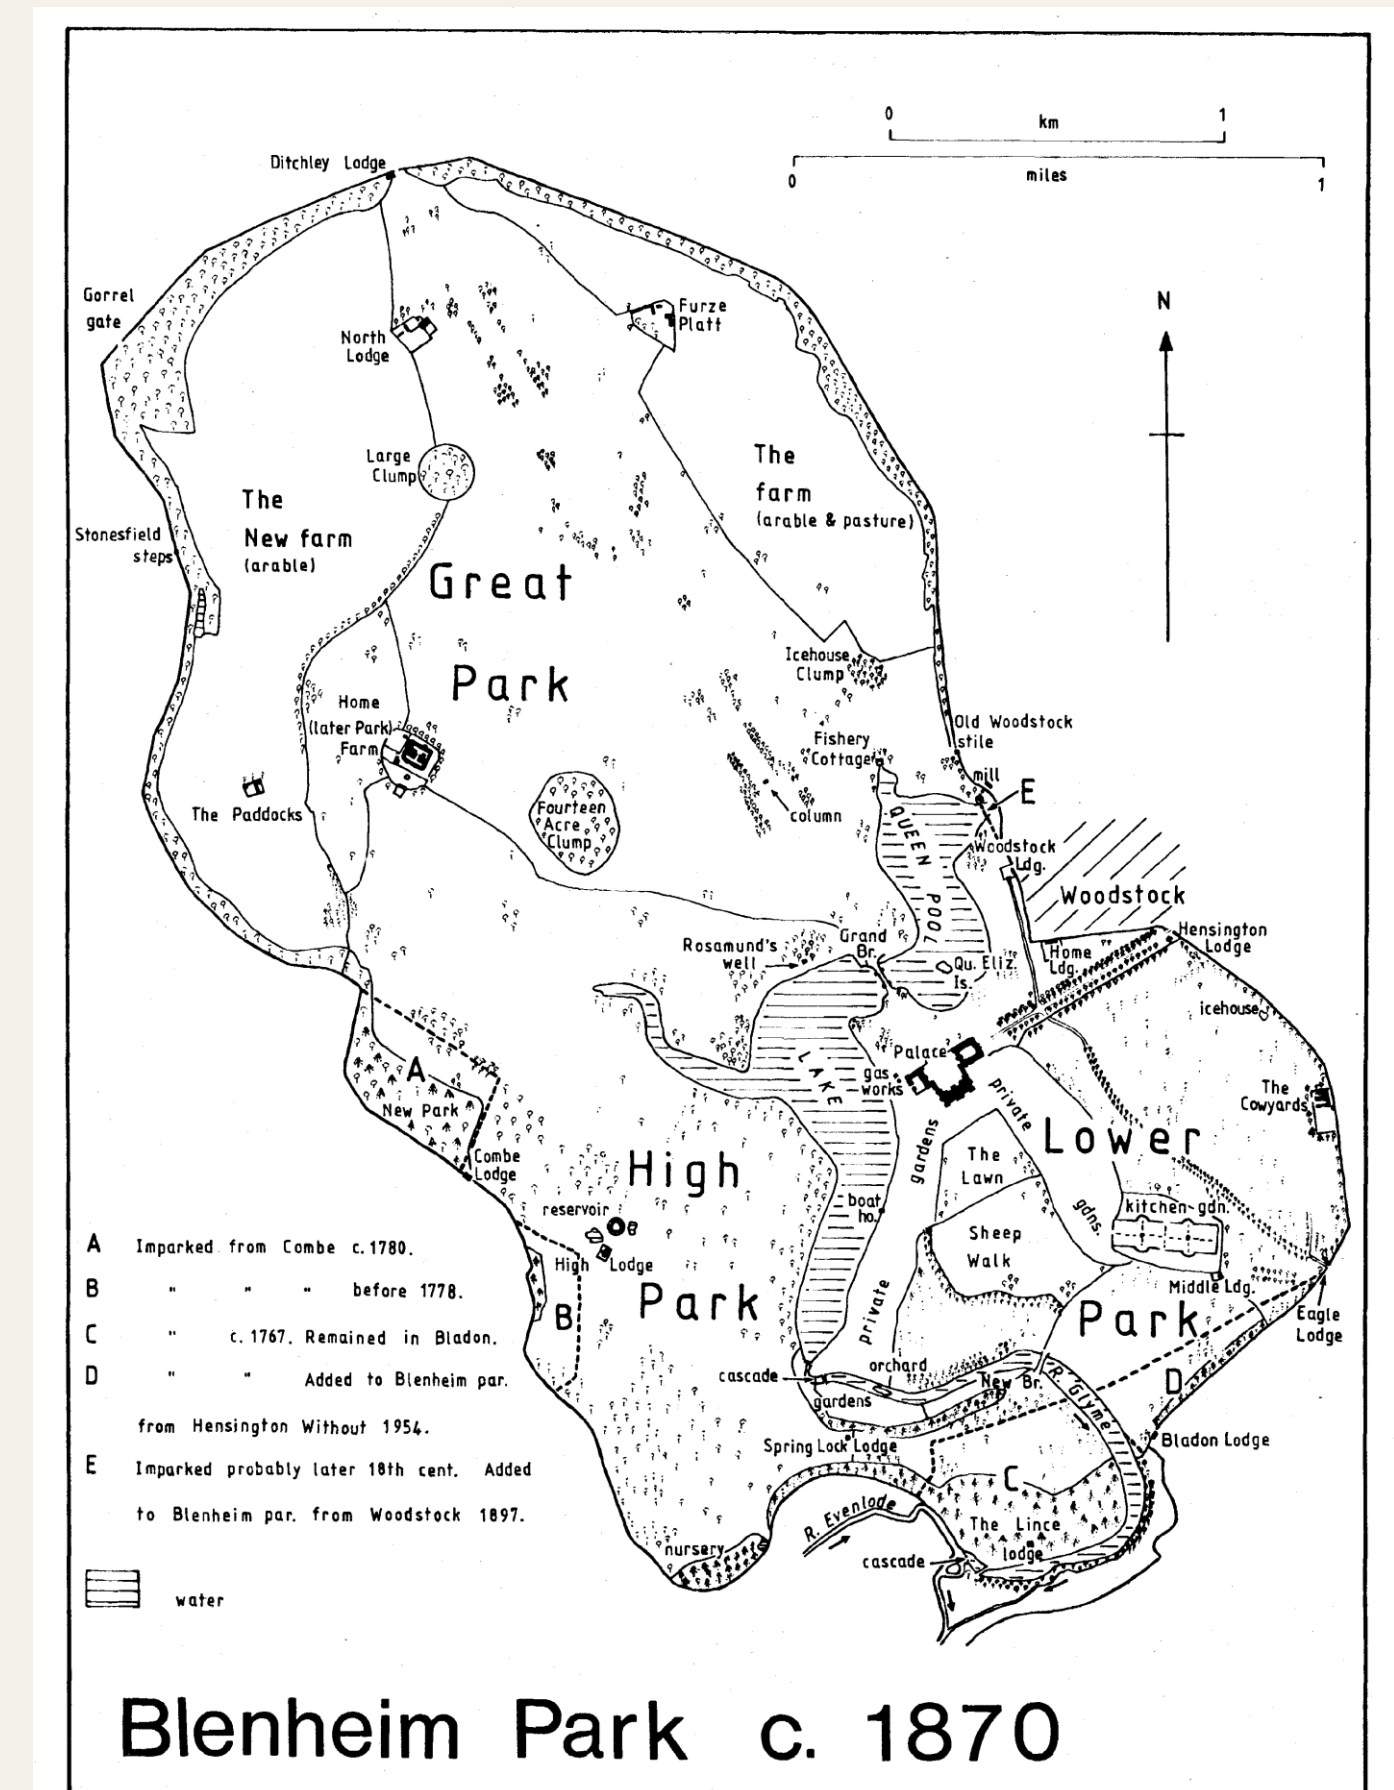 0 1
km
0 1
miles
Ditchley Lodge
N
Gorrel
gate
Furze
Platt
North
Lodge
Large
Clump
The
farm
(arable & pasture)
The
New farm
(arable)
Stonesfield
steps
Great
Park
Icehouse
Clump
Home
(later Park)
Farm
Old Woodstock
stile
Fishery
Cottage
mill
E
The Paddocks
Fourteen
Acre
Clump
column
QUEEN
POOL
Woodstock
Ldg.
Woodstock
Hensington
Lodge
Rosamund's
well
Grand
Br.
Home
Ldg.
Qu. Eliz.
Is.
icehouse
LAKE
Palace
gas
works
A
New Park
private
gardens
The
Cowyards
Lower
The
Lawn
Combe
Lodge
High
boat
ho.
gdns.
kitchen-gdn.
reservoir
Sheep
Walk
High Lodge
Park
Middle Ldg.
B
private
Park
Eagle
Lodge
cascade
orchard
gardens
New Br.
R. Glyme
D
Spring Lock Lodge
Bladon Lodge
C
R. Evenlode
The Lince
lodge
nursery
cascade
A Imparked from Combe c.1780.
B " " " before 1778.
C " c.1767. Remained in Bladon.
D " " Added to Blenheim par.
from Hensington Without 1954.
E Imparked probably later 18th cent. Added
to Blenheim par. from Woodstock 1897.
water
Blenheim Park c. 1870